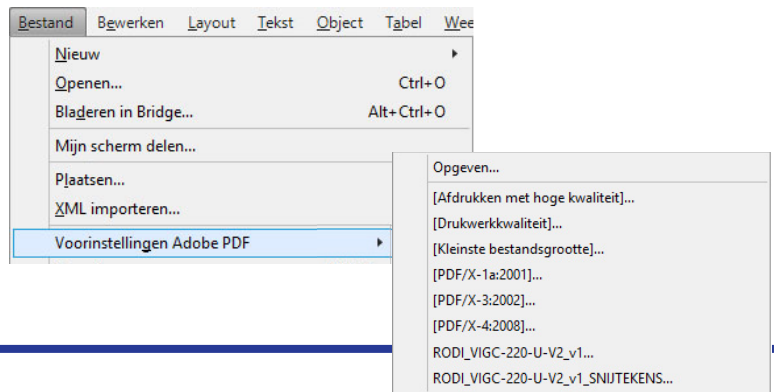 Bestand Bewerken Layout Tekst Object Tabel Wee
Nieuw
Openen... Ctrl+O
Bladeren in Bridge... Alt+Ctrl+O
Mijn scherm delen...
Plaatsen...
XML importeren...
Voorinstellingen Adobe PDF
Opgeven...
[Afdrukken met hoge kwaliteit]...
[Drukwerkkwaliteit]...
[Kleinste bestandsgrootte]...
[PDF/X-1a:2001]...
[PDF/X-3:2002]...
[PDF/X-4:2008]...
RODI_VIGC-220-U-V2_v1...
RODI_VIGC-220-U-V2_v1_SNIJTEKENS...